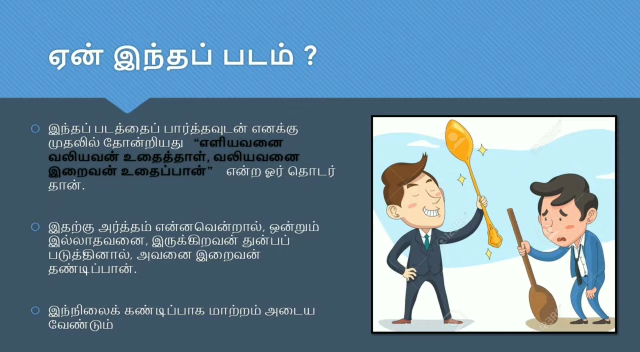 ஏன் இந்தப் படம் ?
இந்தப் படத்தைப் பார்த்தவுடன் எனக்கு
முதலில் தோன்றியது “எளியவனை
வலியவன் உதைத்தாள், வலியவனை
இறைவன் உதைப்பான்” என்ற ஓர் தொடர்
தான்.
இதற்கு அர்த்தம் என்னவென்றால், ஒன்றும்
இல்லாதவனை, இருக்கிறவன் துன்பப்
படுத்தினால், அவனை இறைவன்
தண்டிப்பான்.
இந்நிலைக் கண்டிப்பாக மாற்றம் அடைய
வேண்டும்